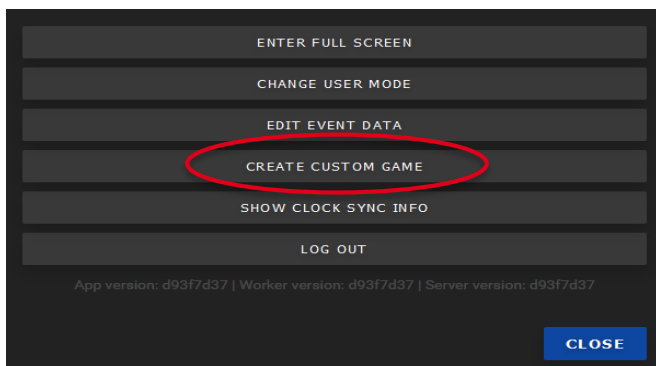 ENTER FULL SCREEN
CHANGE USER MODE
EDIT EVENT DATA
CREATE CUSTOM GAME
SHOW CLOCK SYNC INFO
LOG OUT
App version: d93f7d37 | Worker version: d93f7d37 | Server version: d93f7d37
CLOSE